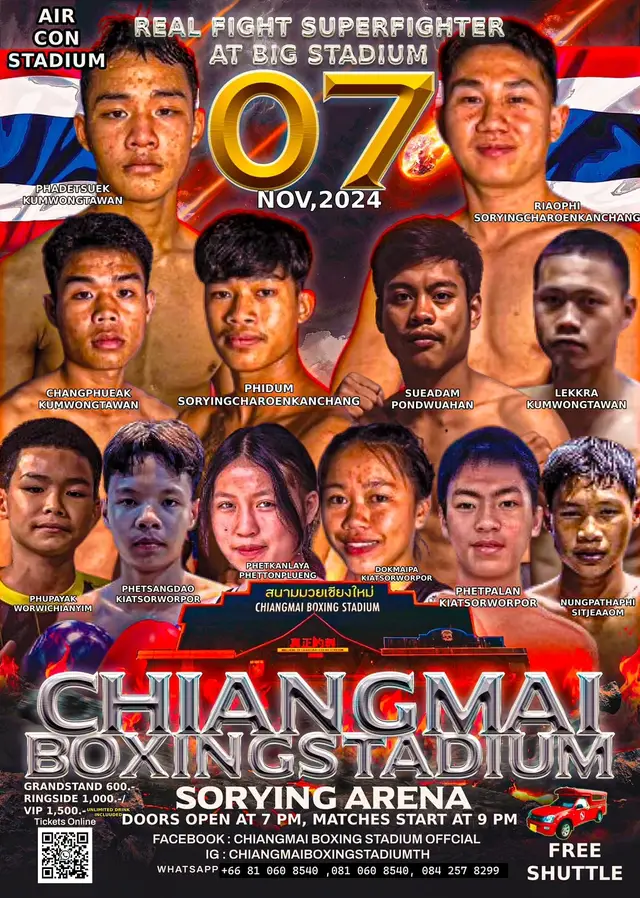 AIR
CON
STADIUM
REAL FIGHT SUPERFIGHTER
AT BIG STADIUM
07
NOV,2024
PHADETSUEK
KUMWONGTAWAN
RIAOPHI
SORYINGCHAROENKANCHANG
CHANGPHUEAK
KUMWONGTAWAN
PHIDUM
SORYINGCHAROENKANCHANG
SUEADAM
PONDWUAHAN
LEKKRA
KUMWONGTAWAN
PHUPAYAK
WORWICHIANYIM
PHETSANGDAO
KIATSORWORPOR
PHETKANLAYA
PHETTONPLUENG
DOKMAIPA
KIATSORWORPOR
PHETPALAN
KIATSORWORPOR
NUNGPATHAPHI
SITJEAAOM
สนามมวยเชียงใหม่
CHIANGMAI BOXING STADIUM
CHIANGMAI
BOXINGSTADIUM
SORYING ARENA
DOORS OPEN AT 7 PM, MATCHES START AT 9 PM
GRANDSTAND 600.-
RINGSIDE 1,000.-/
VIP 1,500.-
UNLIMITED DRINK
INCLUUDED
Tickets Online
FACEBOOK : CHIANGMAI BOXING STADIUM OFFCIAL
IG : CHIANGMAIBOXINGSTADIUMTH
WHATSAPP +66 81 060 8540 ,081 060 8540, 084 257 8299
FREE
SHUTTLE